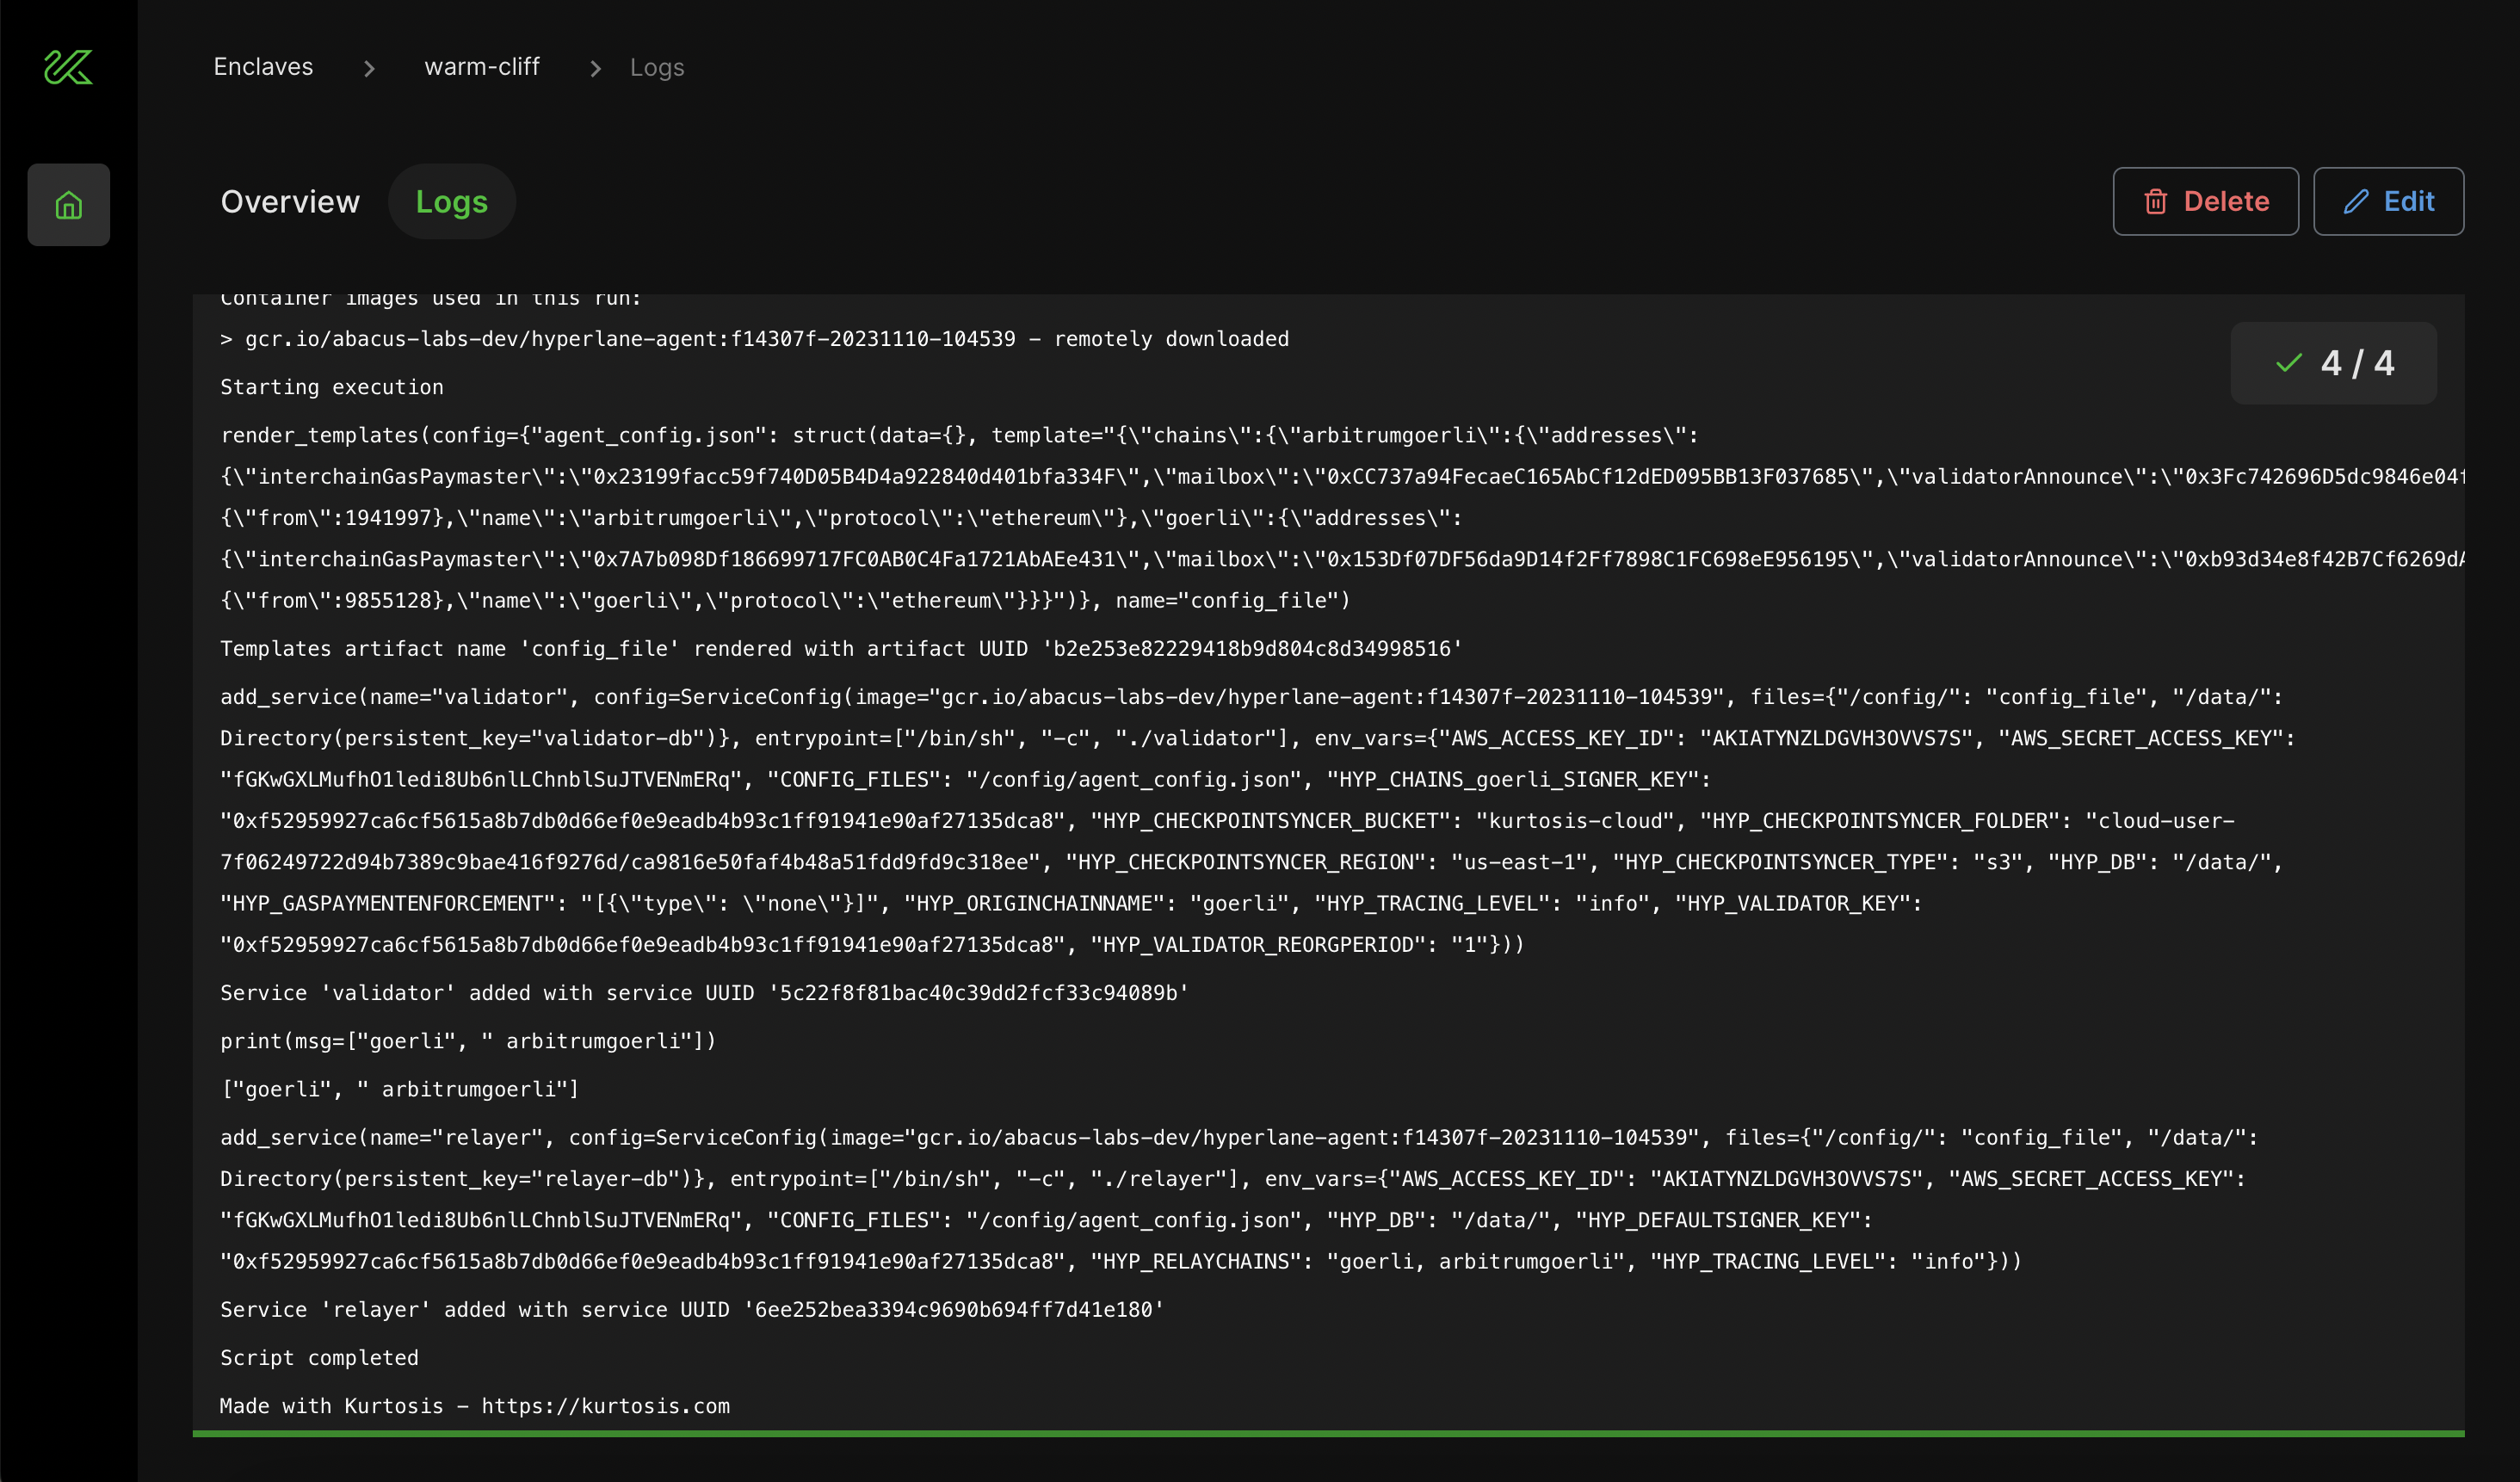 Enclaves > warm-cliff > Logs
Overview Logs Delete Edit
Container images used in this run:
> gcr.io/abacus-labs-dev/hyperlane-agent:f14307f-20231110-104539 - remotely downloaded
4 / 4
Starting execution
render_templates(config={"agent_config.json": struct(data={}, template="{\"chains\":{\"arbitrumgoerli\":{\"addresses\":
{\"interchainGasPaymaster\":\"0x23199facc59f740D05B4D4a922840d401bfa334F\",\"mailbox\":\"0xCC737a94FecaeC165AbCf12dED095BB13F037685\",\"validatorAnnounce\":\"0x3Fc742696D5dc9846e04f
{\"from\":1941997},\"name\":\"arbitrumgoerli\",\"protocol\":\"ethereum\"},\"goerli\":{\"addresses\":
{\"interchainGasPaymaster\":\"0x7A7b098Df186699717FC0AB0C4Fa1721AbAEe431\",\"mailbox\":\"0x153Df07DF56da9D14f2Ff7898C1FC698eE956195\",\"validatorAnnounce\":\"0xb93d34e8f42B7Cf6269dA
{\"from\":9855128},\"name\":\"goerli\",\"protocol\":\"ethereum\"}}}")}, name="config_file")
Templates artifact name 'config_file' rendered with artifact UUID 'b2e253e82229418b9d804c8d34998516'
add_service(name="validator", config=ServiceConfig(image="gcr.io/abacus-labs-dev/hyperlane-agent:f14307f-20231110-104539", files={"/config/": "config_file", "/data/":
Directory(persistent_key="validator-db")}, entrypoint=["/bin/sh", "-c", "./validator"], env_vars={"AWS_ACCESS_KEY_ID": "AKIATYNZLDGVH3OVVS7S", "AWS_SECRET_ACCESS_KEY":
"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", "CONFIG_FILES": "/config/agent_config.json", "HYP_CHAINS_goerli_SIGNER_KEY":
"0xf52959927ca6cf5615a8b7db0d66ef0e9eadb4b93c1ff91941e90af27135dca8", "HYP_CHECKPOINTSYNCER_BUCKET": "kurtosis-cloud", "HYP_CHECKPOINTSYNCER_FOLDER": "cloud-user-
7f06249722d94b7389c9bae416f9276d/ca9816e50faf4b48a51fdd9fd9c318ee", "HYP_CHECKPOINTSYNCER_REGION": "us-east-1", "HYP_CHECKPOINTSYNCER_TYPE": "s3", "HYP_DB": "/data/",
"HYP_GASPAYMENTENFORCEMENT": "[{\"type\": \"none\"}]", "HYP_ORIGINCHAINNAME": "goerli", "HYP_TRACING_LEVEL": "info", "HYP_VALIDATOR_KEY":
"0xf52959927ca6cf5615a8b7db0d66ef0e9eadb4b93c1ff91941e90af27135dca8", "HYP_VALIDATOR_REORGPERIOD": "1"}))
Service 'validator' added with service UUID '5c22f8f81bac40c39dd2fcf33c94089b'
print(msg=["goerli", " arbitrumgoerli"])
["goerli", " arbitrumgoerli"]
add_service(name="relayer", config=ServiceConfig(image="gcr.io/abacus-labs-dev/hyperlane-agent:f14307f-20231110-104539", files={"/config/": "config_file", "/data/":
Directory(persistent_key="relayer-db")}, entrypoint=["/bin/sh", "-c", "./relayer"], env_vars={"AWS_ACCESS_KEY_ID": "AKIATYNZLDGVH3OVVS7S", "AWS_SECRET_ACCESS_KEY":
"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", "CONFIG_FILES": "/config/agent_config.json", "HYP_DB": "/data/", "HYP_DEFAULTSIGNER_KEY":
"0xf52959927ca6cf5615a8b7db0d66ef0e9eadb4b93c1ff91941e90af27135dca8", "HYP_RELAYCHAINS": "goerli, arbitrumgoerli", "HYP_TRACING_LEVEL": "info"}))
Service 'relayer' added with service UUID '6ee252bea3394c9690b694ff7d41e180'
Script completed
Made with Kurtosis - https://kurtosis.com